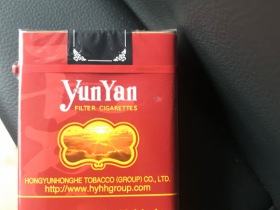 YunYan
FILTER CIGARETTES
HONGYUNHONGHE TOBACCO (GROUP) CO., LTD.
http://www.hyhhgroup.com